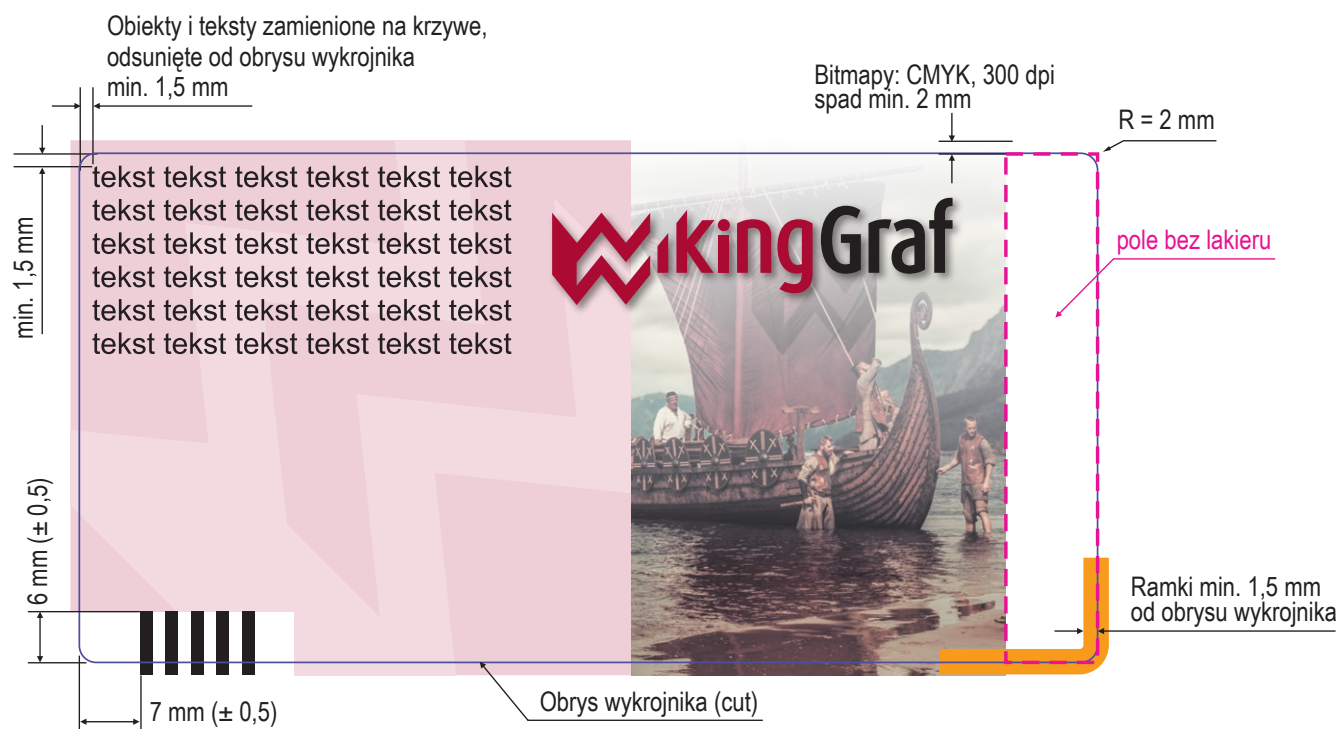 Obiekty i teksty zamienione na krzywe,
odsunięte od obrysu wykrojnika
min. 1,5 mm
Bitmapy: CMYK, 300 dpi
spad min. 2 mm
R = 2 mm
min. 1,5 mm
tekst tekst tekst tekst tekst tekst
tekst tekst tekst tekst tekst tekst
tekst tekst tekst tekst tekst tekst
tekst tekst tekst tekst tekst tekst
tekst tekst tekst tekst tekst tekst
tekst tekst tekst tekst tekst tekst
WikingGraf
pole bez lakieru
6 mm (± 0,5)
Ramki min. 1,5 mm
od obrysu wykrojnika
7 mm (± 0,5)
Obrys wykrojnika (cut)